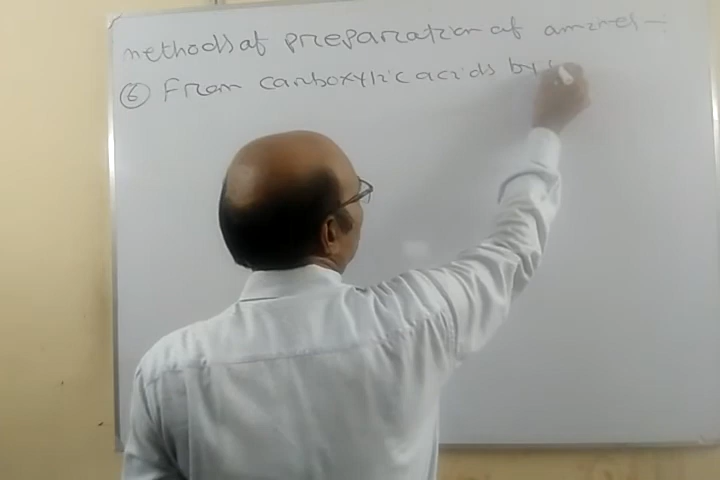 methods of preparation of amines —
⑥ From carboxylic acids by